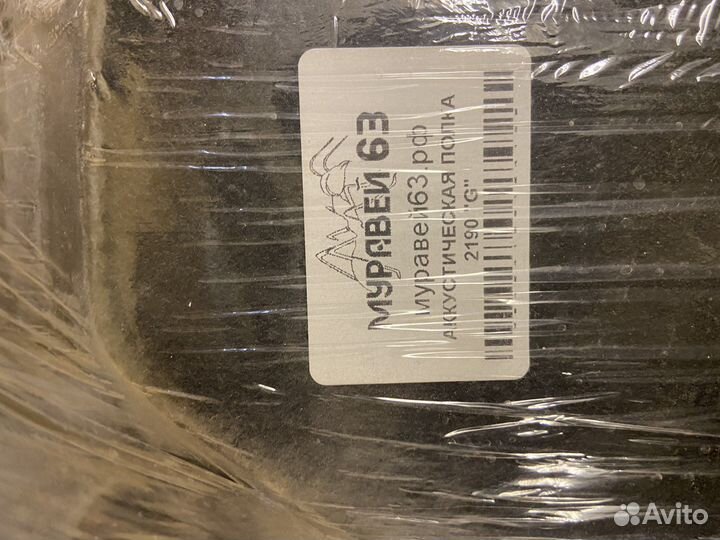 МУРАВЕЙ 63
муравей63.рф
АККУСТИЧЕСКАЯ ПОЛКА
2190 "G"
Avito